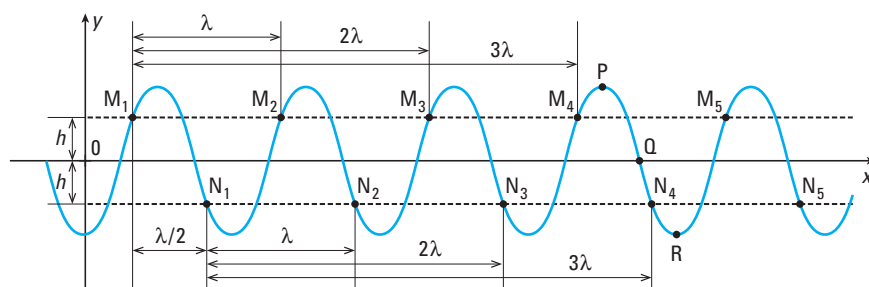 y
λ
2λ
3λ
P
M₁ M₂ M₃ M₄ M₅
h
Q
0
x
h
N₁ N₂ N₃ N₄ N₅
R
λ/2 λ
2λ
3λ